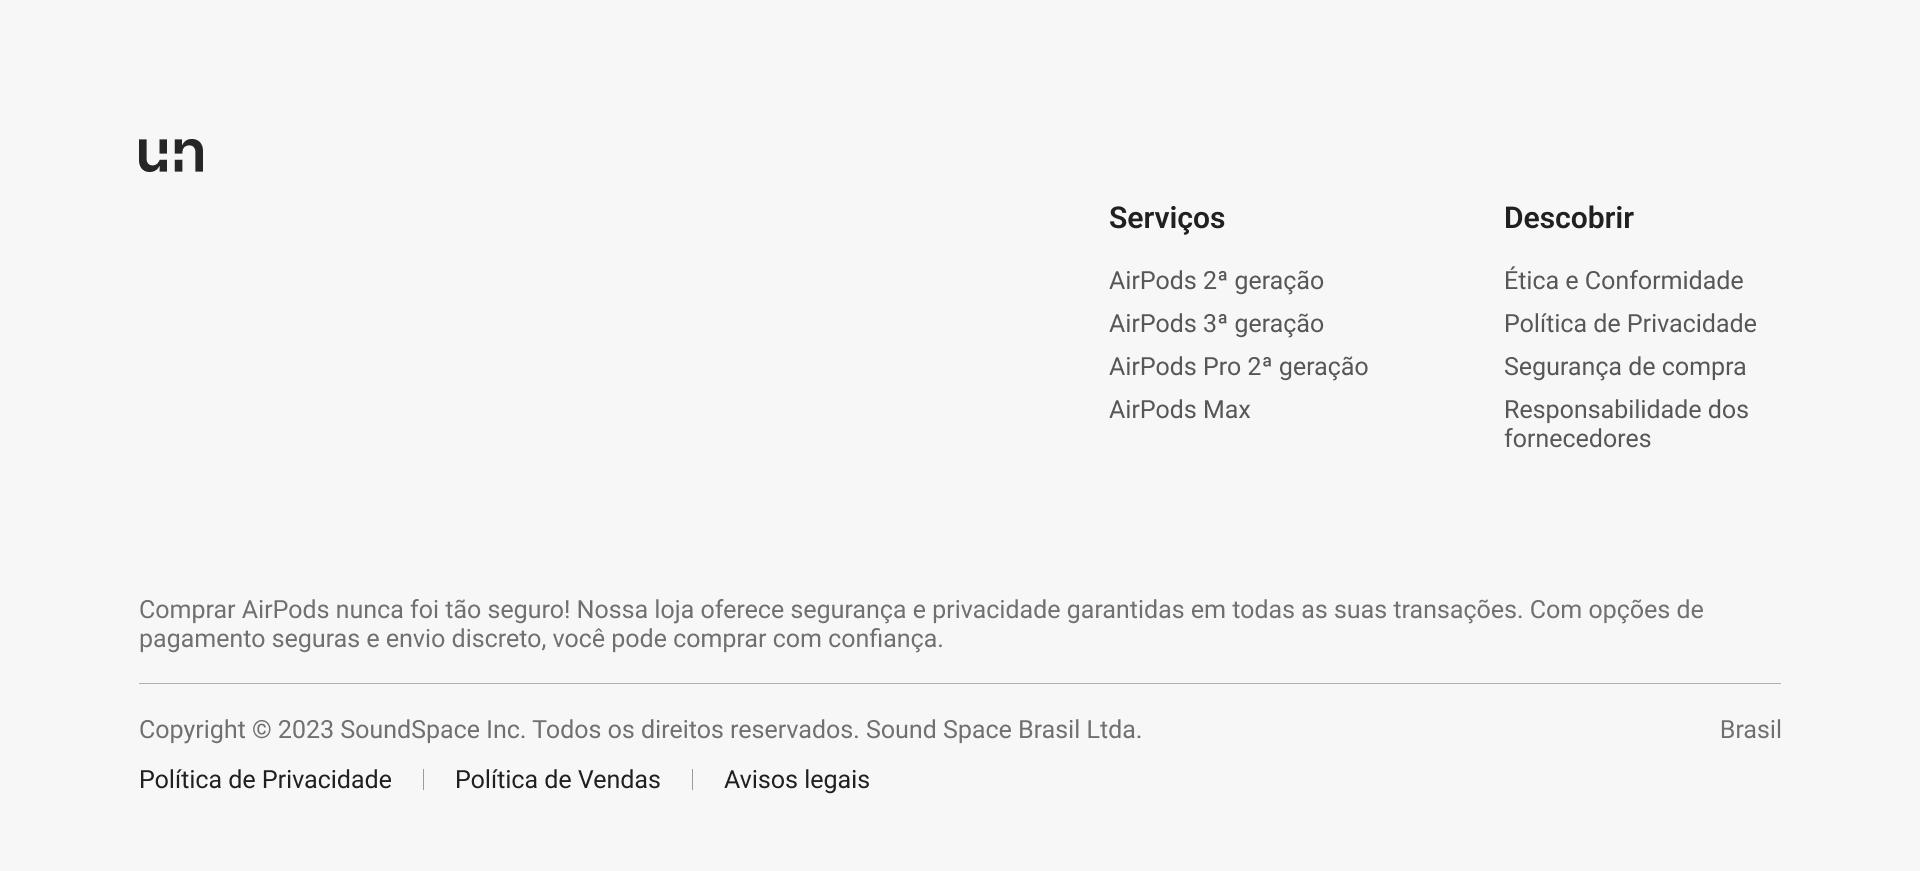 un
Serviços
AirPods 2ª geração
AirPods 3ª geração
AirPods Pro 2ª geração
AirPods Max
Descobrir
Ética e Conformidade
Política de Privacidade
Segurança de compra
Responsabilidade dos
fornecedores
Comprar AirPods nunca foi tão seguro! Nossa loja oferece segurança e privacidade garantidas em todas as suas transações. Com opções de
pagamento seguras e envio discreto, você pode comprar com confiança.
Copyright © 2023 SoundSpace Inc. Todos os direitos reservados. Sound Space Brasil Ltda.
Brasil
Política de Privacidade | Política de Vendas | Avisos legais